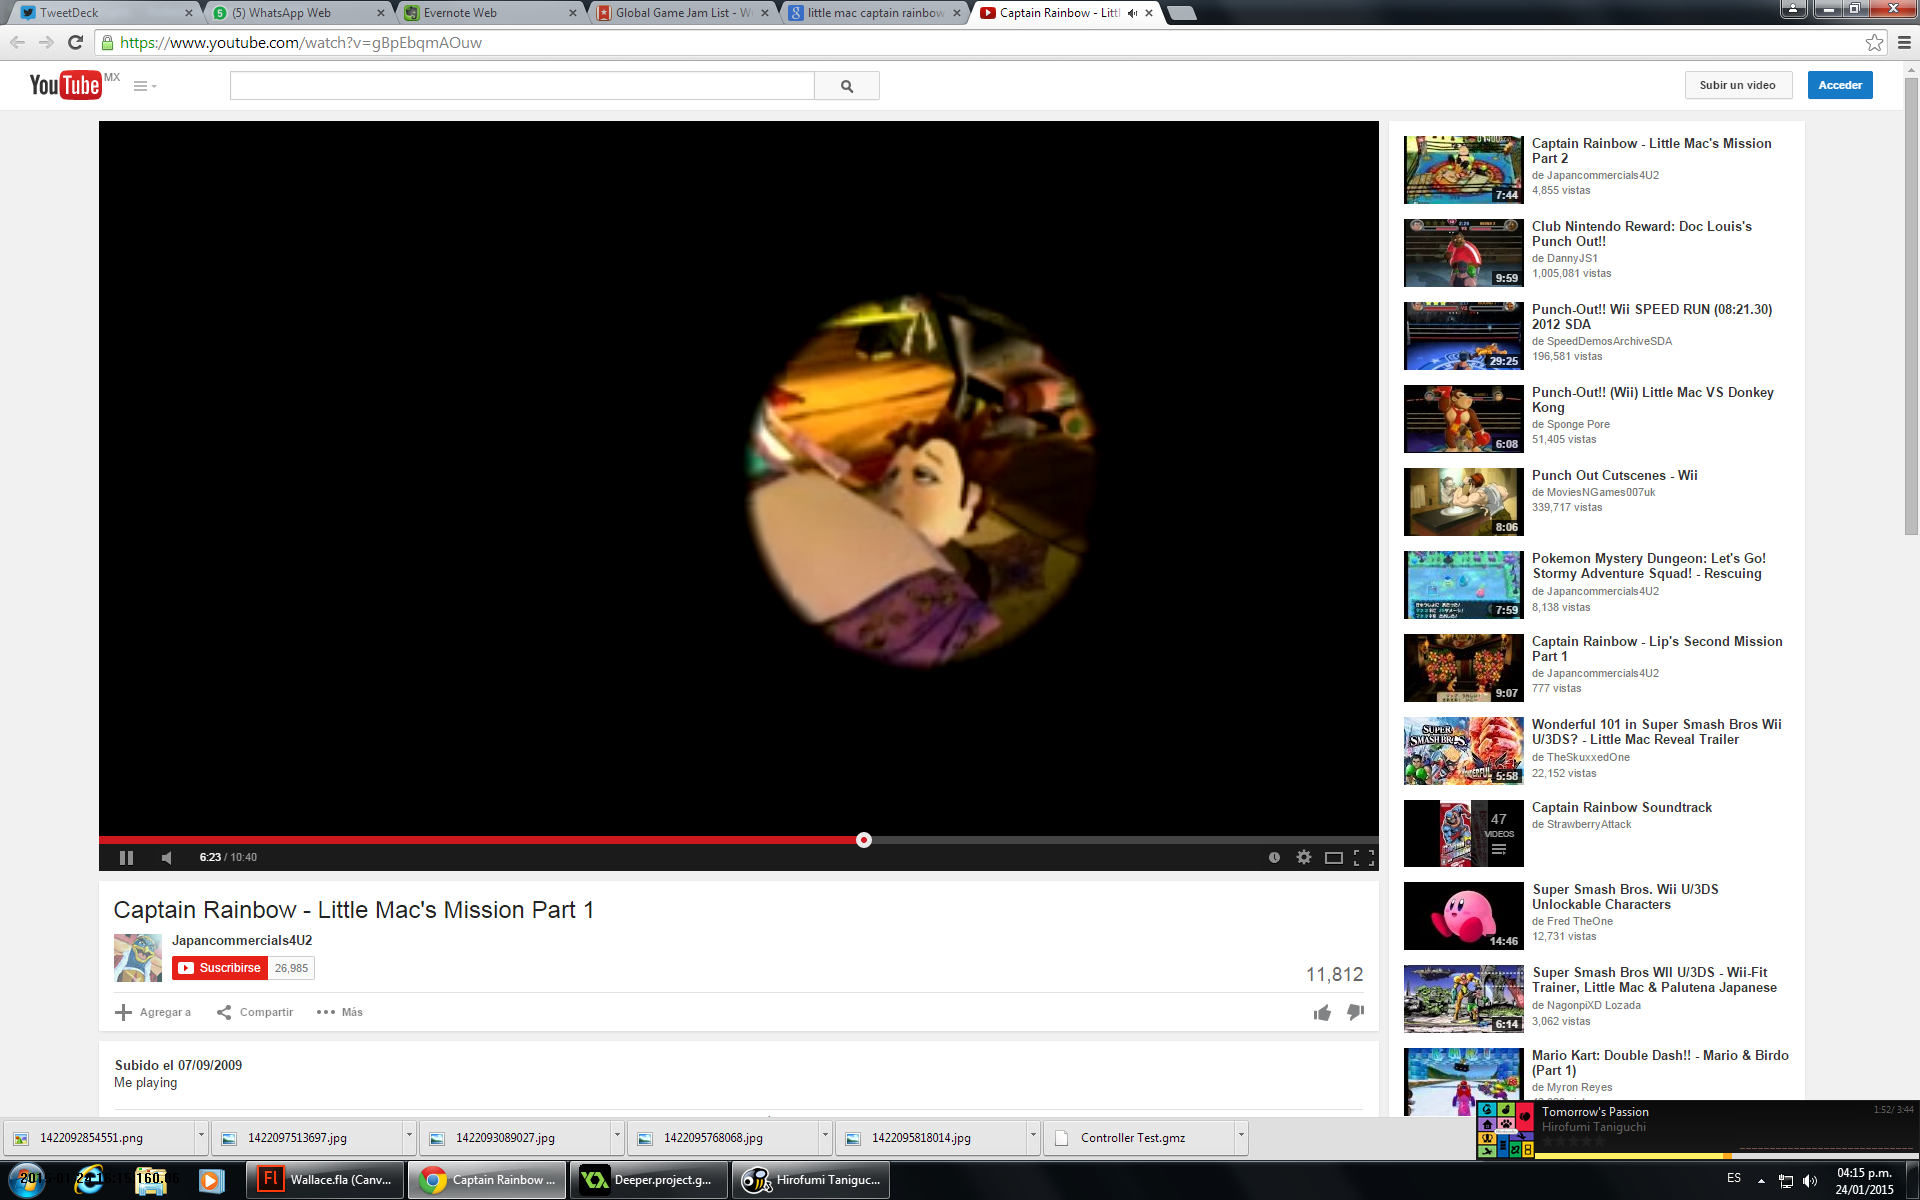 TweetDeck
(5) WhatsApp Web
Evernote Web
Global Game Jam List - W
little mac captain rainbow
Captain Rainbow - Littl
https://www.youtube.com/watch?v=gBpEbqmAOuw
YouTube MX
Subir un video
Acceder
Captain Rainbow - Little Mac's Mission
Part 2
de Japancommercials4U2
4,855 vistas
7:44
Club Nintendo Reward: Doc Louis's
Punch Out!!
de DannyJS1
1,005,081 vistas
9:59
Punch-Out!! Wii SPEED RUN (08:21.30)
2012 SDA
de SpeedDemosArchiveSDA
196,581 vistas
29:25
Punch-Out!! (Wii) Little Mac VS Donkey
Kong
de Sponge Pore
51,405 vistas
6:08
Punch Out Cutscenes - Wii
de MoviesNGames007uk
339,717 vistas
8:06
Pokemon Mystery Dungeon: Let's Go!
Stormy Adventure Squad! - Rescuing
de Japancommercials4U2
8,138 vistas
7:59
Captain Rainbow - Lip's Second Mission
Part 1
de Japancommercials4U2
777 vistas
9:07
Wonderful 101 in Super Smash Bros Wii
U/3DS? - Little Mac Reveal Trailer
de TheSkuxxedOne
22,152 vistas
SUPER
SMASH BROS
5:58
Captain Rainbow Soundtrack
de StrawberryAttack
47
VIDEOS
Super Smash Bros. Wii U/3DS
Unlockable Characters
de Fred TheOne
12,731 vistas
14:46
Super Smash Bros WII U/3DS - Wii-Fit
Trainer, Little Mac & Palutena Japanese
de NagonpiXD Lozada
3,062 vistas
6:14
Mario Kart: Double Dash!! - Mario & Birdo
(Part 1)
de Myron Reyes
6:23 / 10:40
Captain Rainbow - Little Mac's Mission Part 1
Japancommercials4U2
Suscribirse
26,985
11,812
Agregar a
Compartir
Más
Subido el 07/09/2009
Me playing
Tomorrow's Passion
1:52/ 3:44
Hirofumi Taniguchi
1422092854551.png
1422097513697.jpg
1422093089027.jpg
1422095768068.jpg
1422095818014.jpg
Controller Test.gmz
Wallace.fla (Canv...
Captain Rainbow ...
Deeper.project.g...
Hirofumi Taniguc...
ES
04:15 p.m.
24/01/2015